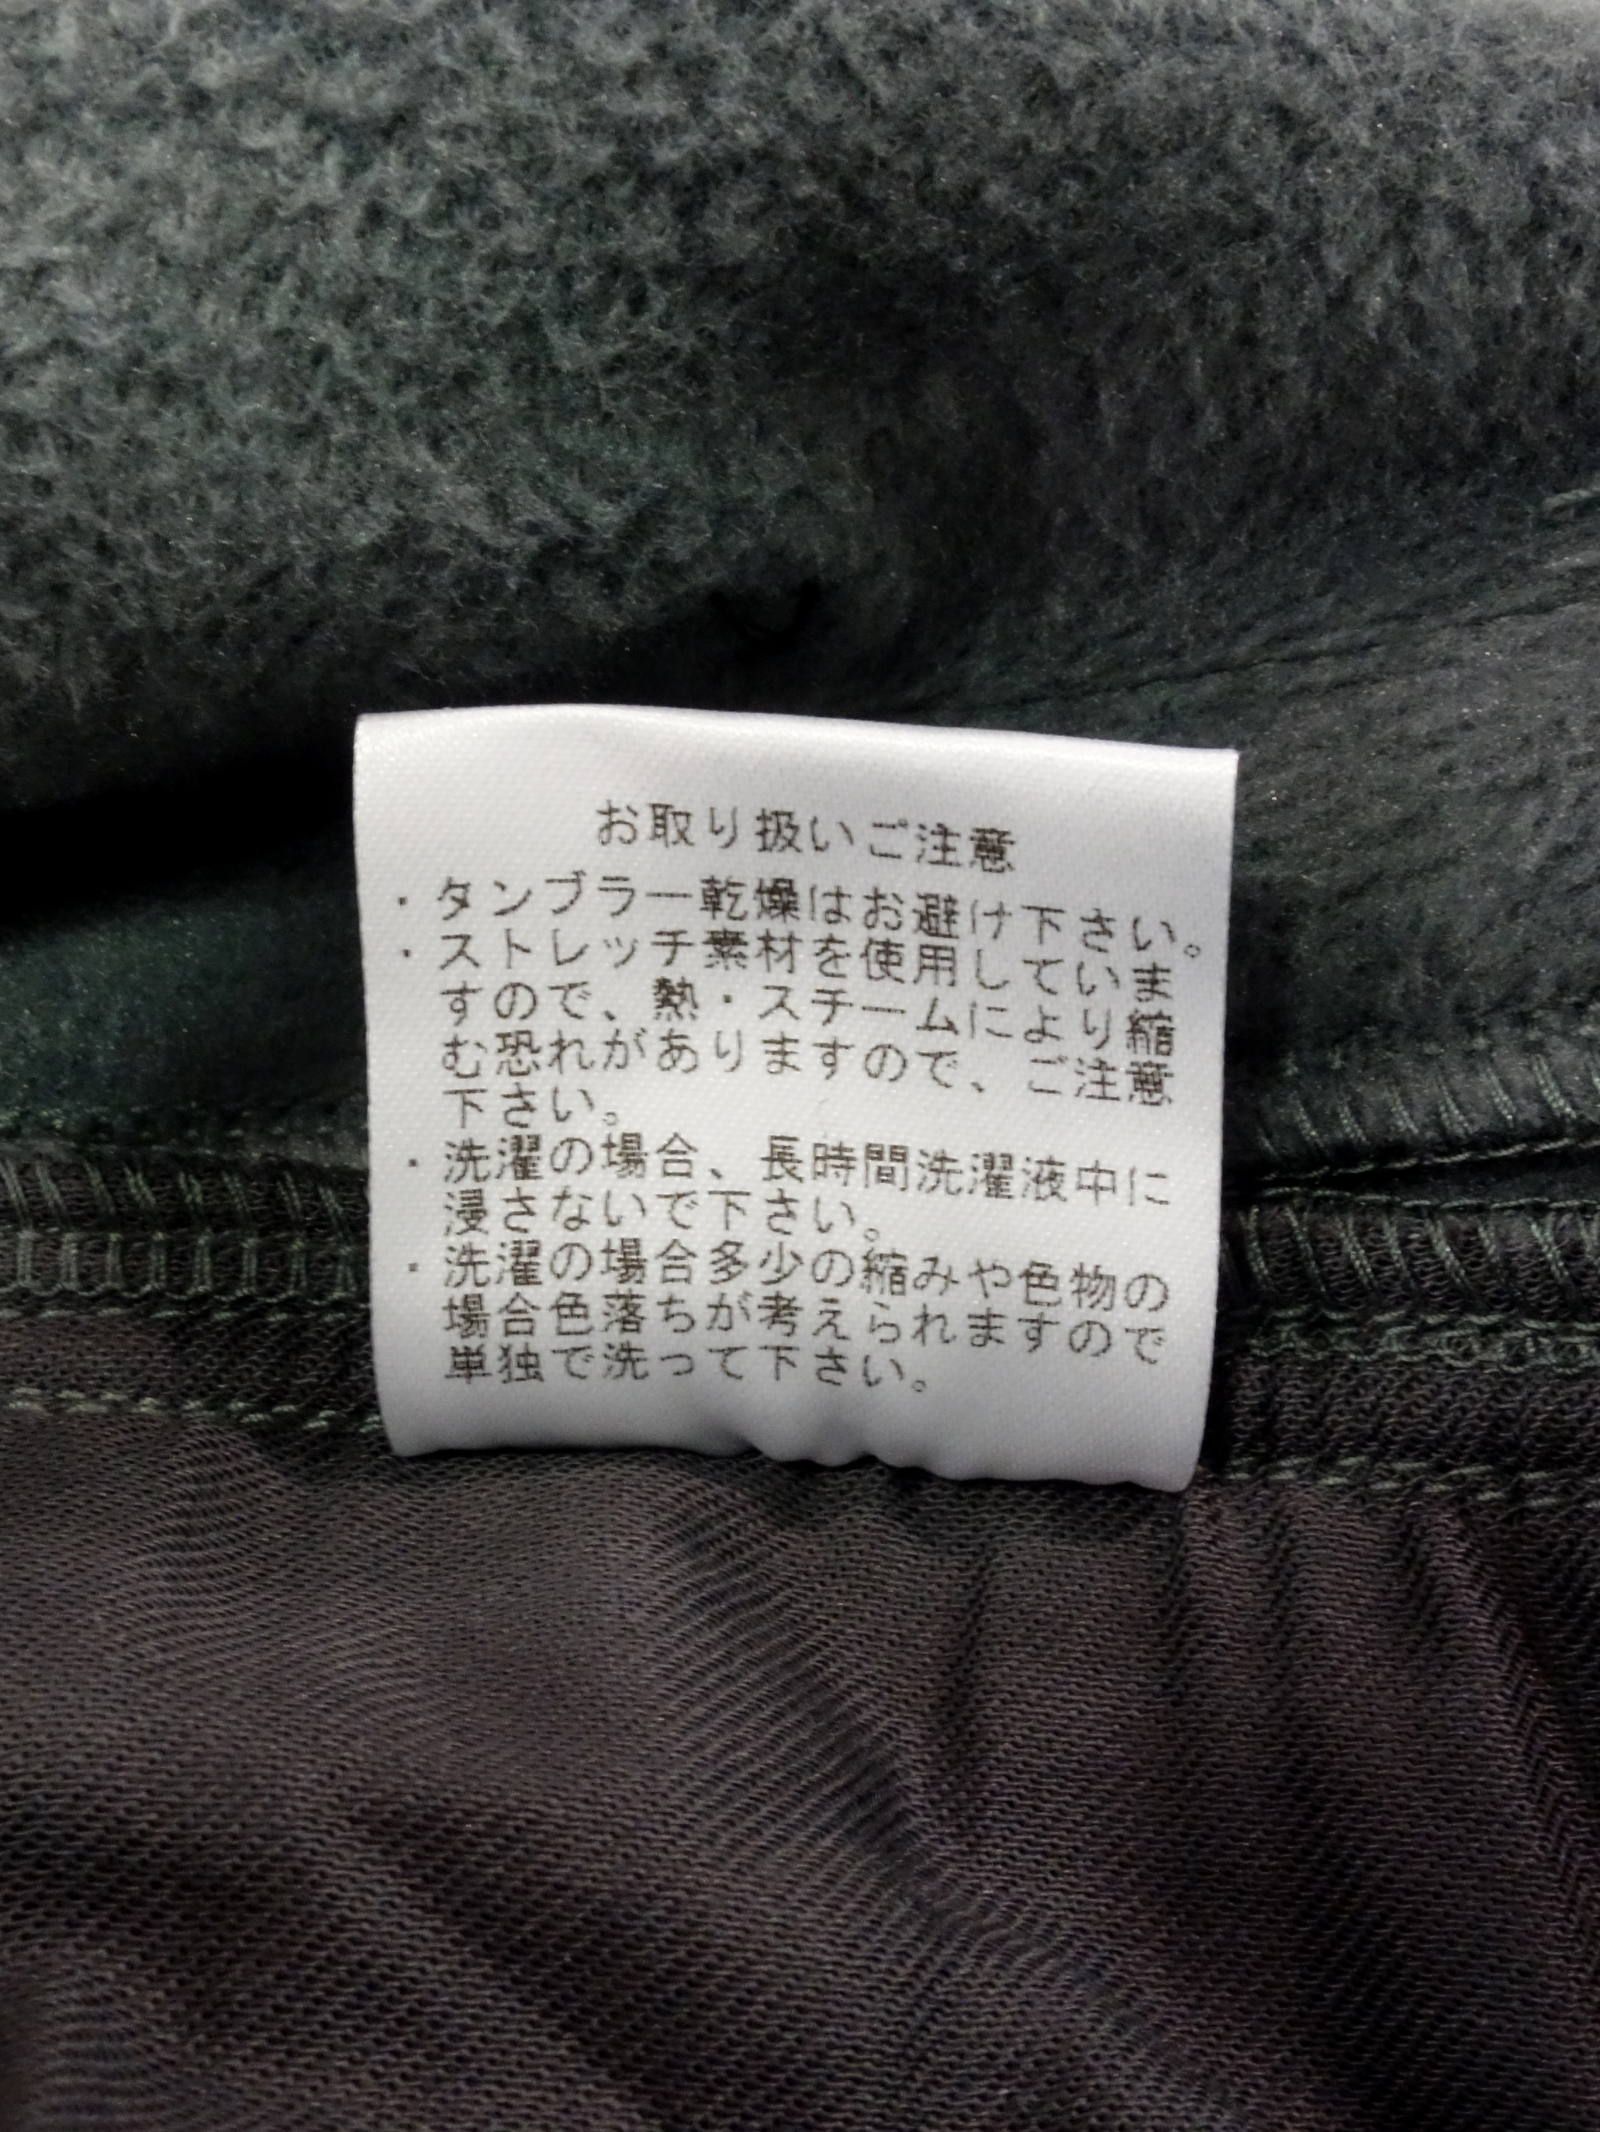 お取り扱いご注意
・タンブラー乾燥はお避け下さい。
・ストレッチ素材を使用していま
すので、熱・スチームにより縮
む恐れがありますので、ご注意
下さい。
・洗濯の場合、長時間洗濯液中に
浸さないで下さい。
・洗濯の場合多少の縮みや色物の
場合色落ちが考えられますので
単独で洗って下さい。